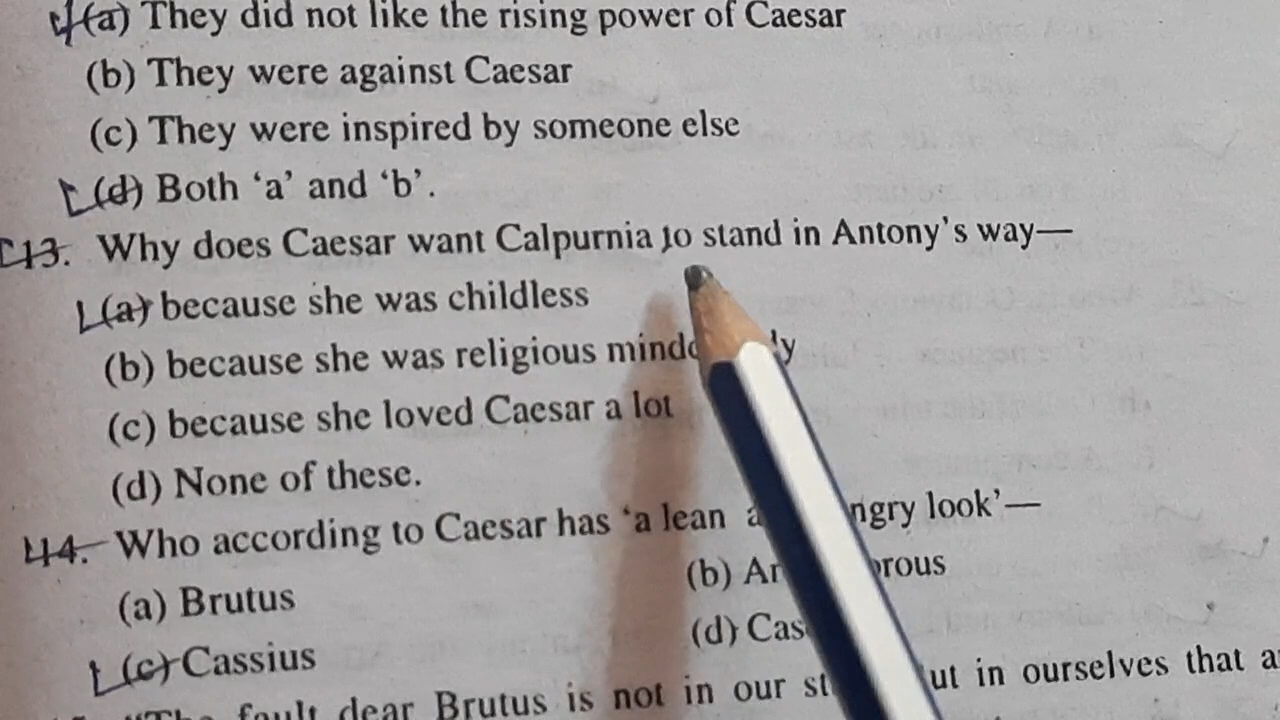 (a) They did not like the rising power of Caesar
(b) They were against Caesar
(c) They were inspired by someone else
(d) Both ‘a’ and ‘b’.
13. Why does Caesar want Calpurnia to stand in Antony’s way—
(a) because she was childless
(b) because she was religious
(c) because she loved Caesar a lot
(d) None of these.
14. Who according to Caesar has ‘a lean look’—
(a) Brutus (b)
(c) Cassius (d)
fault dear Brutus is not in our in ourselves that